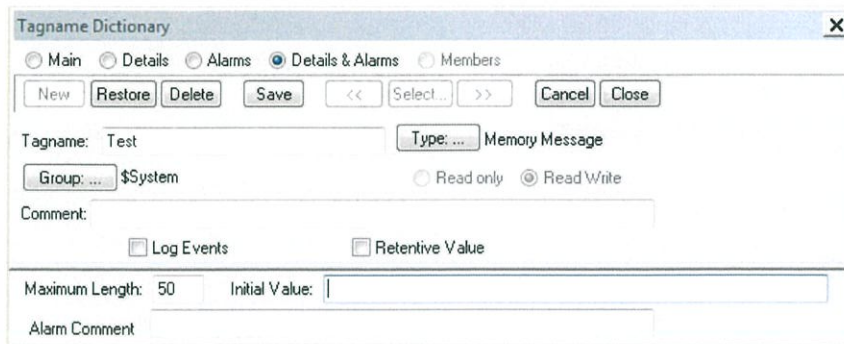 Tagname Dictionary X
Main Details Alarms Details & Alarms Members
New Restore Delete Save << Select... >> Cancel Close
Tagname: Test Type: ... Memory Message
Group: ... $System Read only Read Write
Comment:
Log Events Retentive Value
Maximum Length: 50 Initial Value:
Alarm Comment